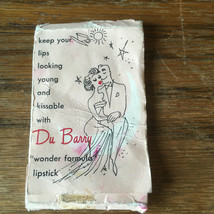 keep your
lips
looking
young
and
kissable
with
Du Barry
"wonder formula"
lipstick